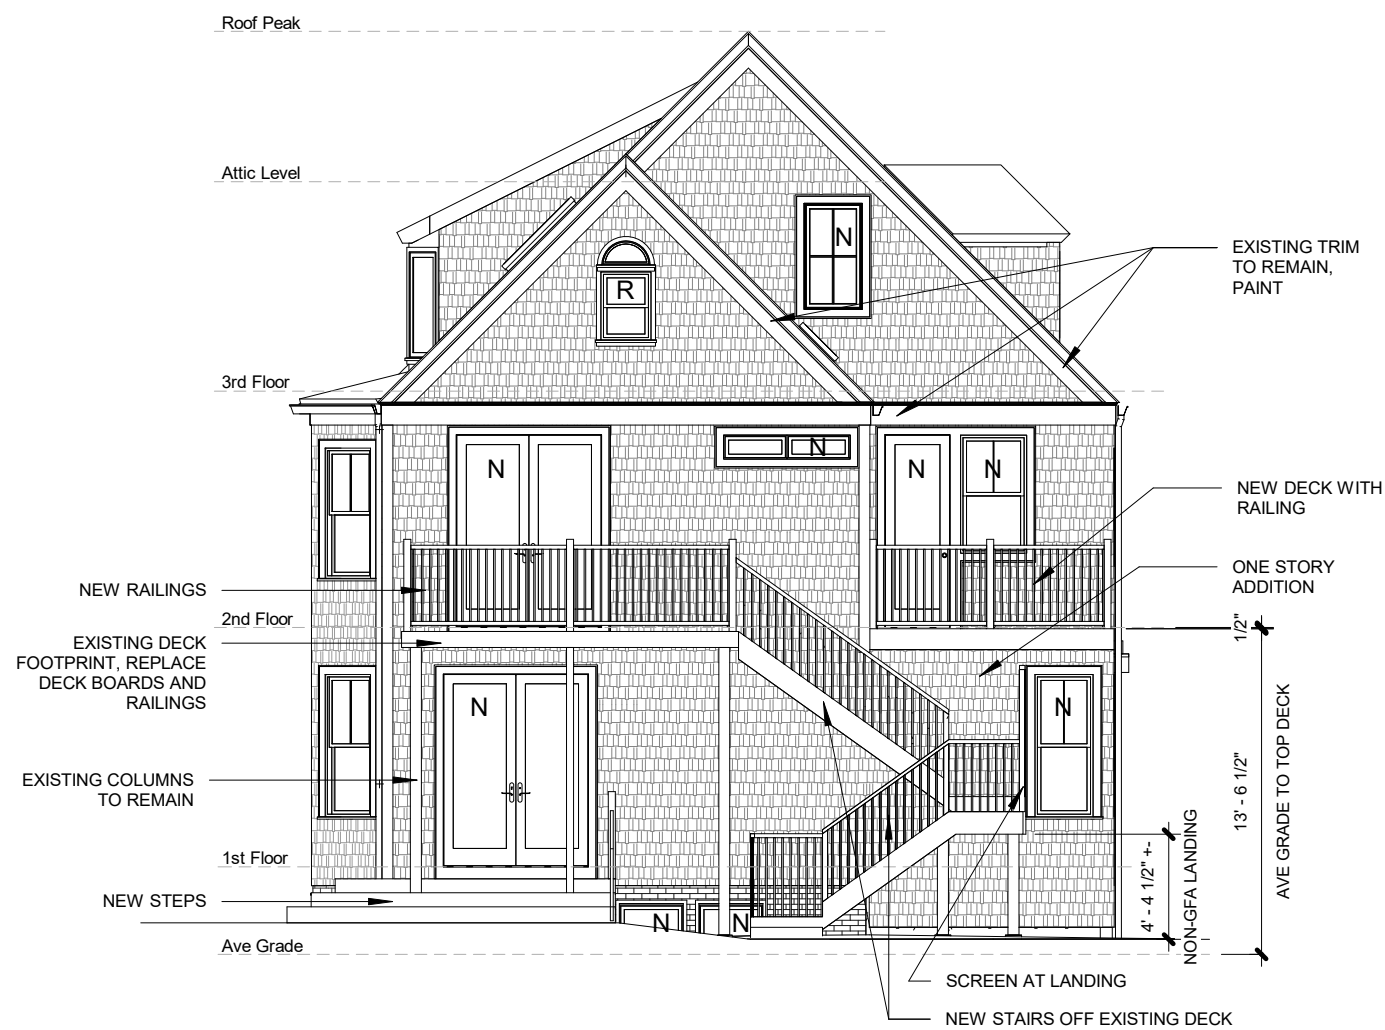 Roof Peak
Attic Level
N
R
EXISTING TRIM
TO REMAIN,
PAINT
3rd Floor
N
N
N
N
NEW DECK WITH
RAILING
NEW RAILINGS
ONE STORY
ADDITION
2nd Floor
1/2"
EXISTING DECK
FOOTPRINT, REPLACE
DECK BOARDS AND
RAILINGS
N
N
EXISTING COLUMNS
TO REMAIN
13' - 6 1/2"
AVE GRADE TO TOP DECK
4' - 4 1/2" +-
NON-GFA LANDING
1st Floor
NEW STEPS
N
N
Ave Grade
SCREEN AT LANDING
NEW STAIRS OFF EXISTING DECK